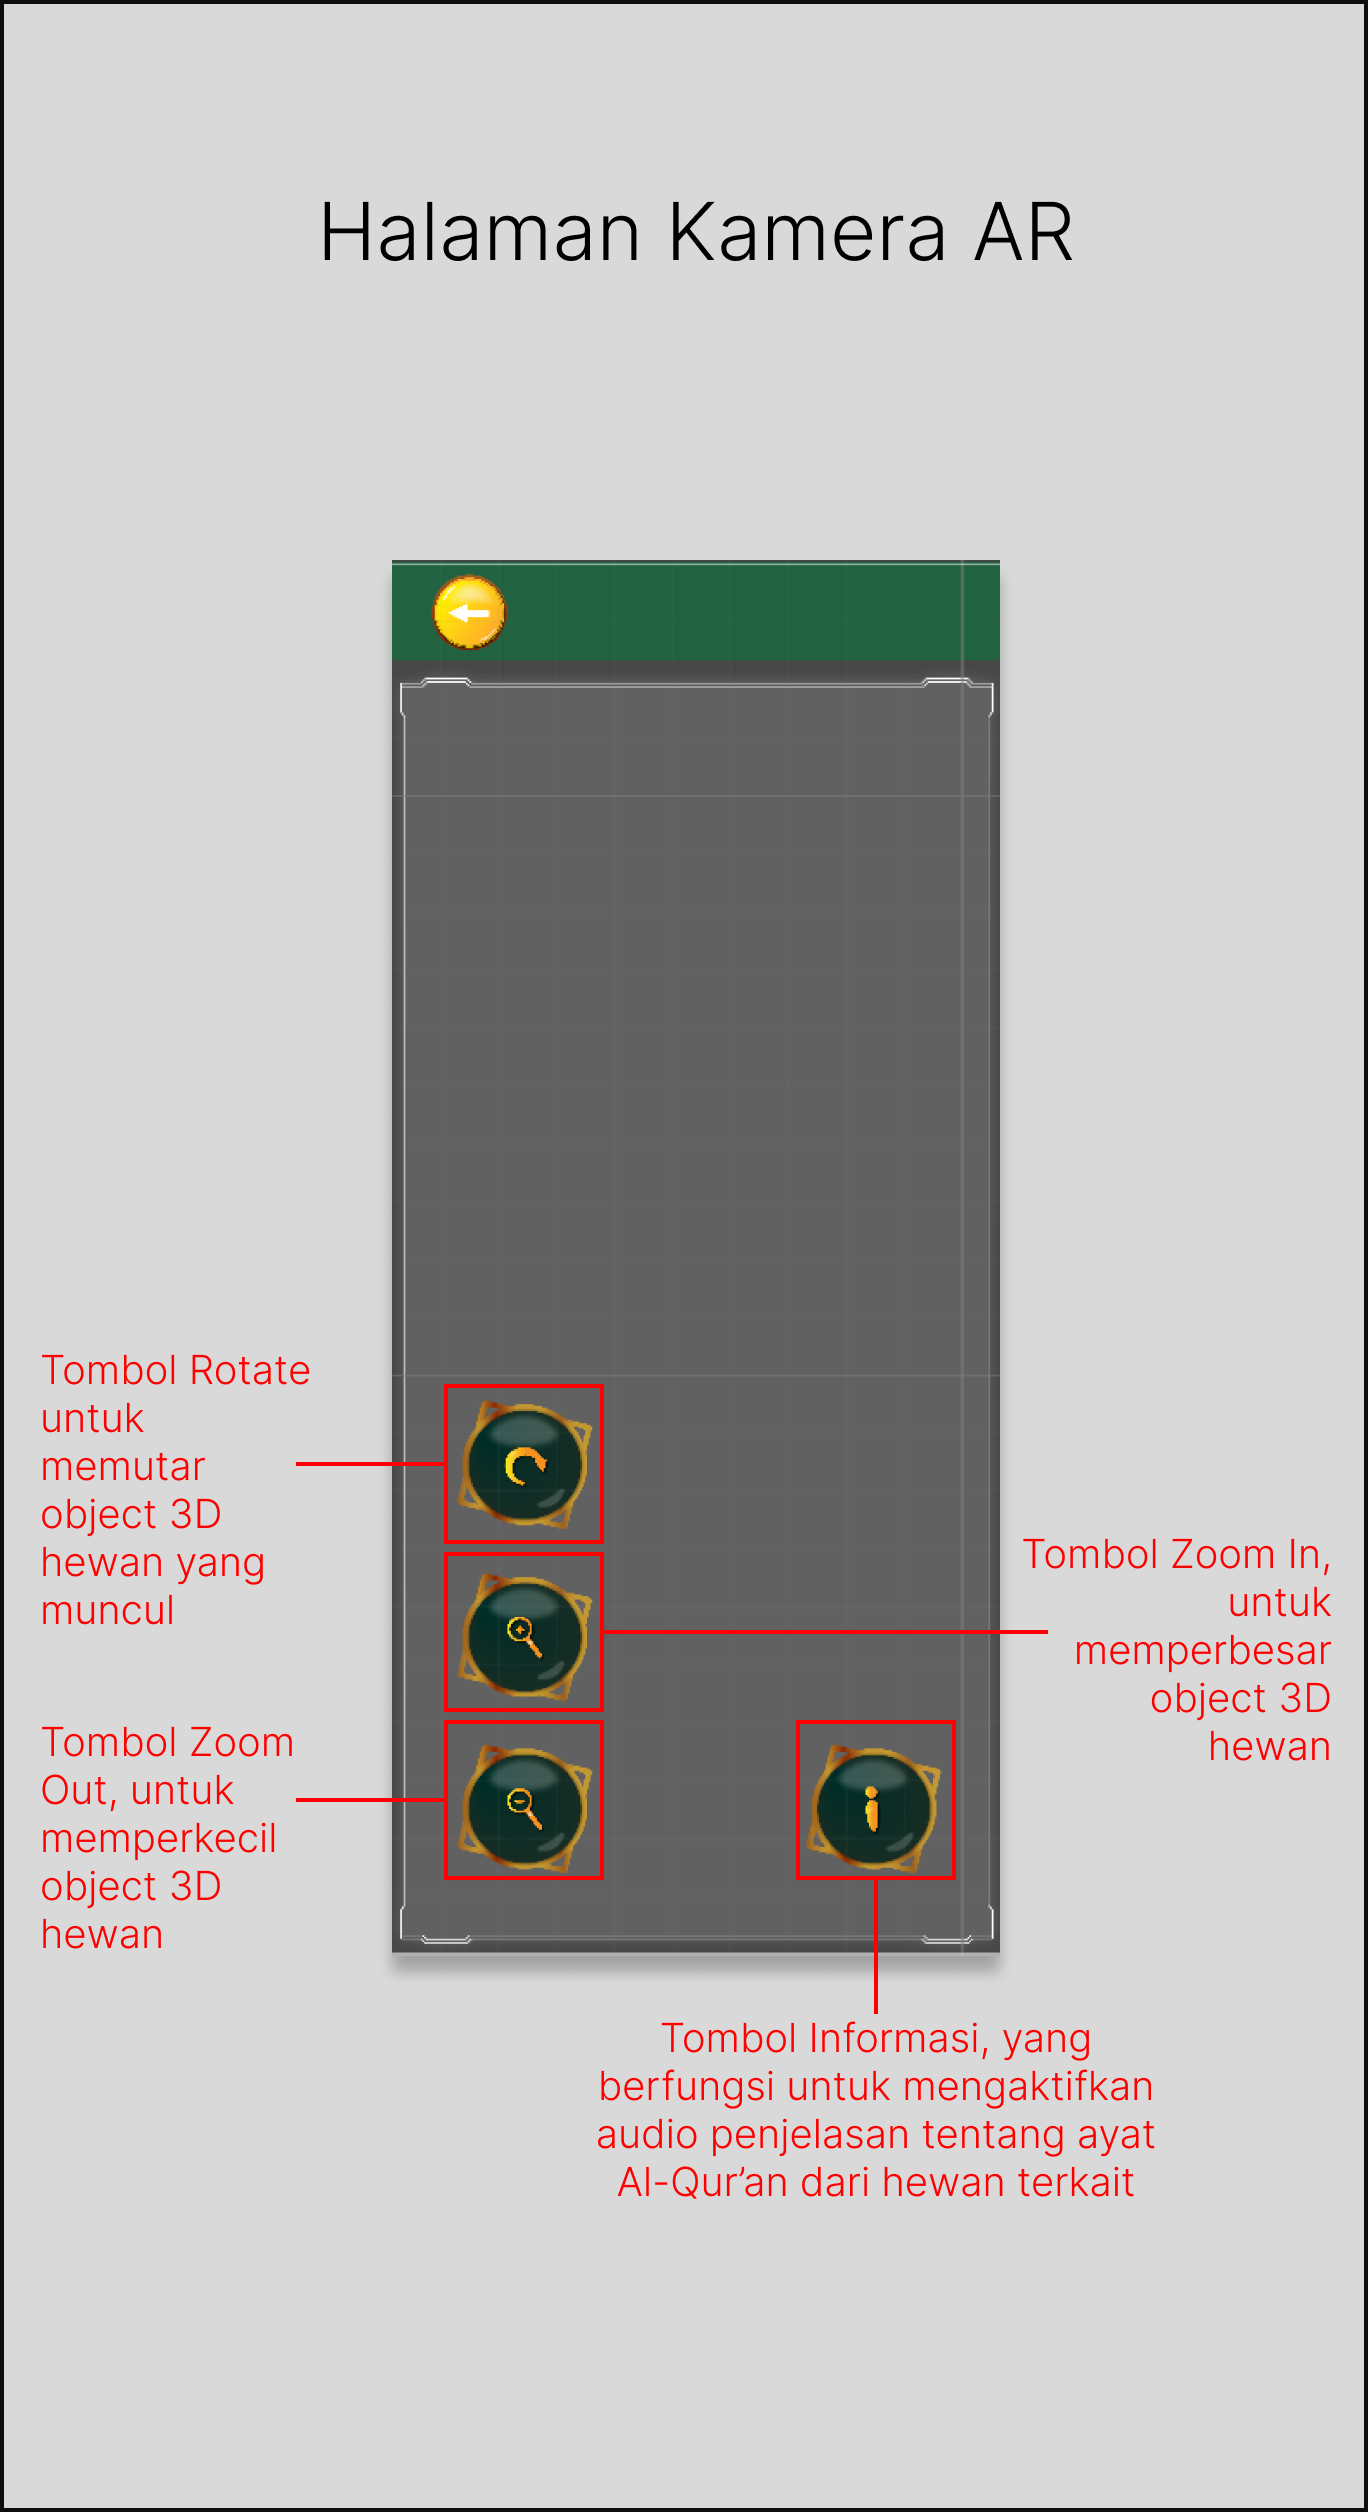 Halaman Kamera AR
Tombol Rotate
untuk
memutar
object 3D
hewan yang
muncul
Tombol Zoom In,
untuk
memperbesar
object 3D
hewan
Tombol Zoom
Out, untuk
memperkecil
object 3D
hewan
Tombol Informasi, yang
berfungsi untuk mengaktifkan
audio penjelasan tentang ayat
Al-Qur’an dari hewan terkait